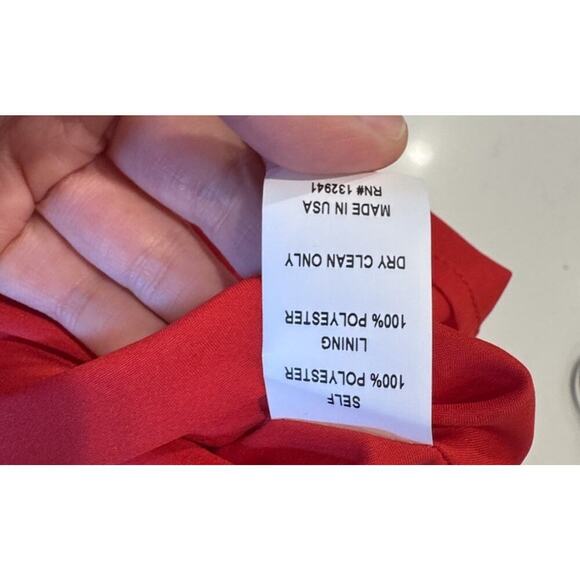 SELF
100% POLYESTER
LINING
100% POLYESTER
DRY CLEAN ONLY
MADE IN USA
RN# 132941